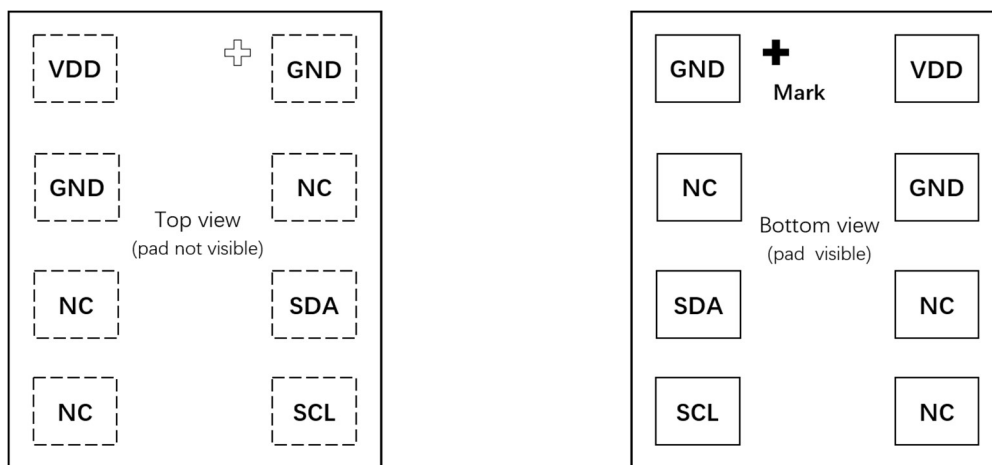 VDD GND
GND NC
Top view
(pad not visible)
NC SDA
NC SCL
GND VDD
Mark
NC GND
Bottom view
(pad visible)
SDA NC
SCL NC